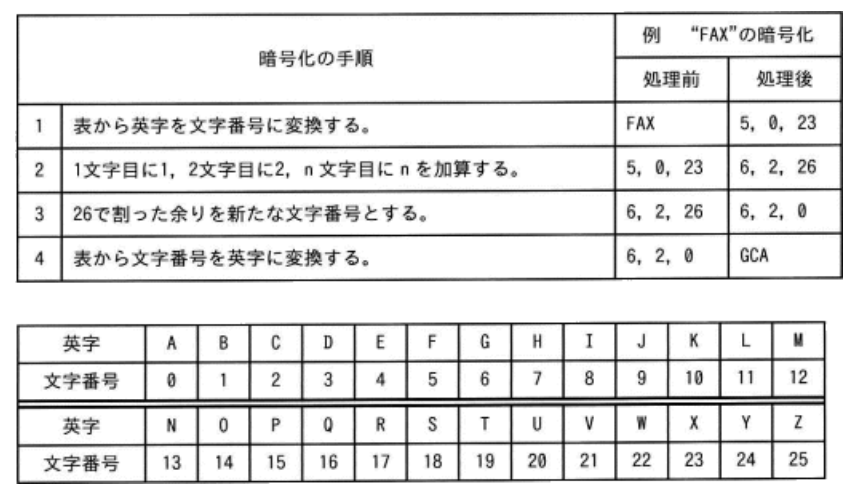 暗号化の手順 例 “FAX”の暗号化
処理前 処理後
1 表から英字を文字番号に変換する。 FAX 5, 0, 23
2 1文字目に1, 2文字目に2, n文字目にnを加算する。 5, 0, 23 6, 2, 26
3 26で割った余りを新たな文字番号とする。 6, 2, 26 6, 2, 0
4 表から文字番号を英字に変換する。 6, 2, 0 GCA
英字 A B C D E F G H I J K L M
文字番号 0 1 2 3 4 5 6 7 8 9 10 11 12
英字 N O P Q R S T U V W X Y Z
文字番号 13 14 15 16 17 18 19 20 21 22 23 24 25